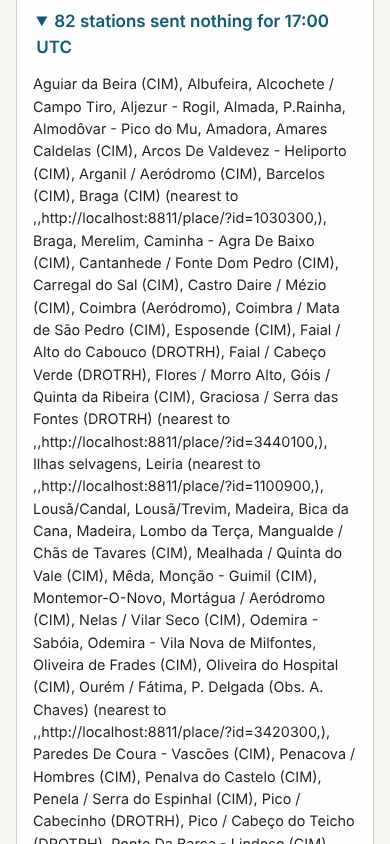 ▼ 82 stations sent nothing for 17:00
UTC
Aguiar da Beira (CIM), Albufeira, Alcochete /
Campo Tiro, Aljezur - Rogil, Almada, P.Rainha,
Almodôvar - Pico do Mu, Amadora, Amares
Caldelas (CIM), Arcos De Valdevez - Heliporto
(CIM), Arganil / Aeródromo (CIM), Barcelos
(CIM), Braga (CIM) (nearest to
,,http://localhost:8811/place/?id=1030300,),
Braga, Merelim, Caminha - Agra De Baixo
(CIM), Cantanhede / Fonte Dom Pedro (CIM),
Carregal do Sal (CIM), Castro Daire / Mézio
(CIM), Coimbra (Aeródromo), Coimbra / Mata
de São Pedro (CIM), Esposende (CIM), Faial /
Alto do Cabouco (DROTRH), Faial / Cabeço
Verde (DROTRH), Flores / Morro Alto, Góis /
Quinta da Ribeira (CIM), Graciosa / Serra das
Fontes (DROTRH) (nearest to
,,http://localhost:8811/place/?id=3440100,),
Ilhas selvagens, Leiria (nearest to
,,http://localhost:8811/place/?id=1100900,),
Lousã/Candal, Lousã/Trevim, Madeira, Bica da
Cana, Madeira, Lombo da Terça, Mangualde /
Chãs de Tavares (CIM), Mealhada / Quinta do
Vale (CIM), Mêda, Monção - Guimil (CIM),
Montemor-O-Novo, Mortágua / Aeródromo
(CIM), Nelas / Vilar Seco (CIM), Odemira -
Sabóia, Odemira - Vila Nova de Milfontes,
Oliveira de Frades (CIM), Oliveira do Hospital
(CIM), Ourém / Fátima, P. Delgada (Obs. A.
Chaves) (nearest to
,,http://localhost:8811/place/?id=3420300,),
Paredes De Coura - Vascões (CIM), Penacova /
Hombres (CIM), Penalva do Castelo (CIM),
Penela / Serra do Espinhal (CIM), Pico /
Cabecinho (DROTRH), Pico / Cabeço do Teicho
(DROTRH), Ponte Da Barca - Lindoso (CIM),